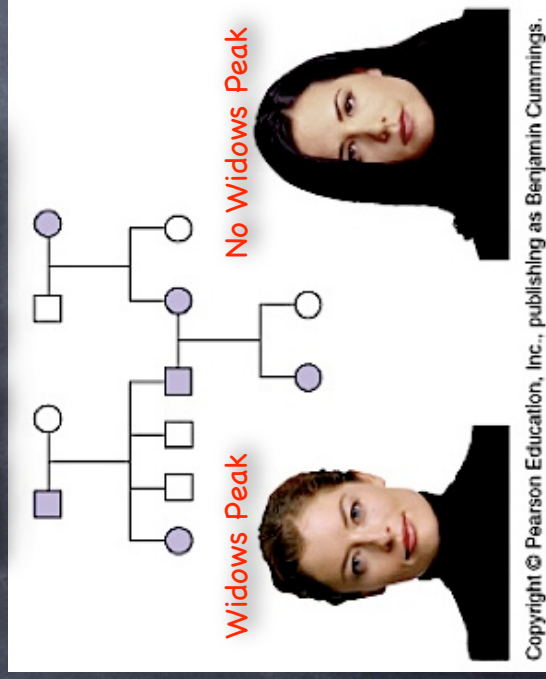 Widows Peak
No Widows Peak
Copyright © Pearson Education, Inc., publishing as Benjamin Cummings.